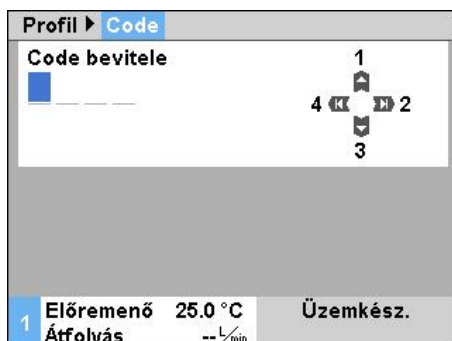 Profil ▶ Code
Code bevitele
1
4 2
3
1 Előremenő 25.0 °C Üzemkész.
Átfolyás -- L/min